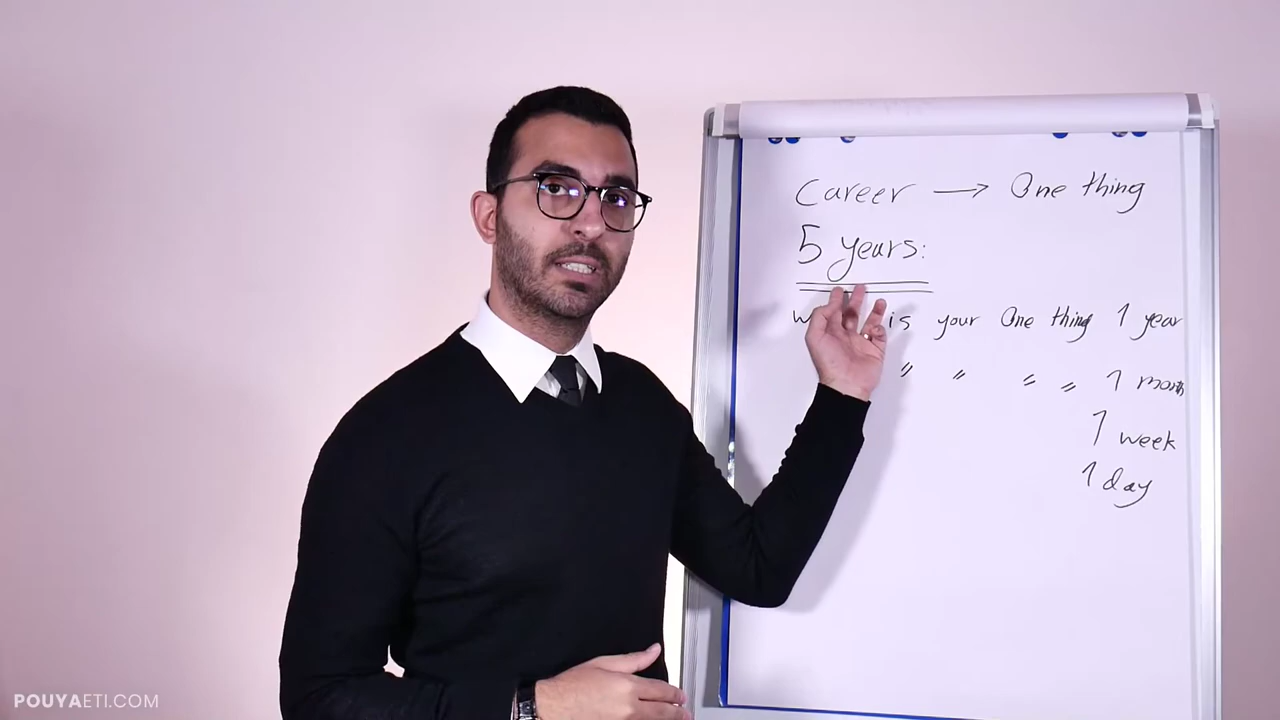 Career → One thing
5 years:
is your One thing 1 year
〃 〃 〃 〃 1 month
1 week
1 day
POUYAETI.COM